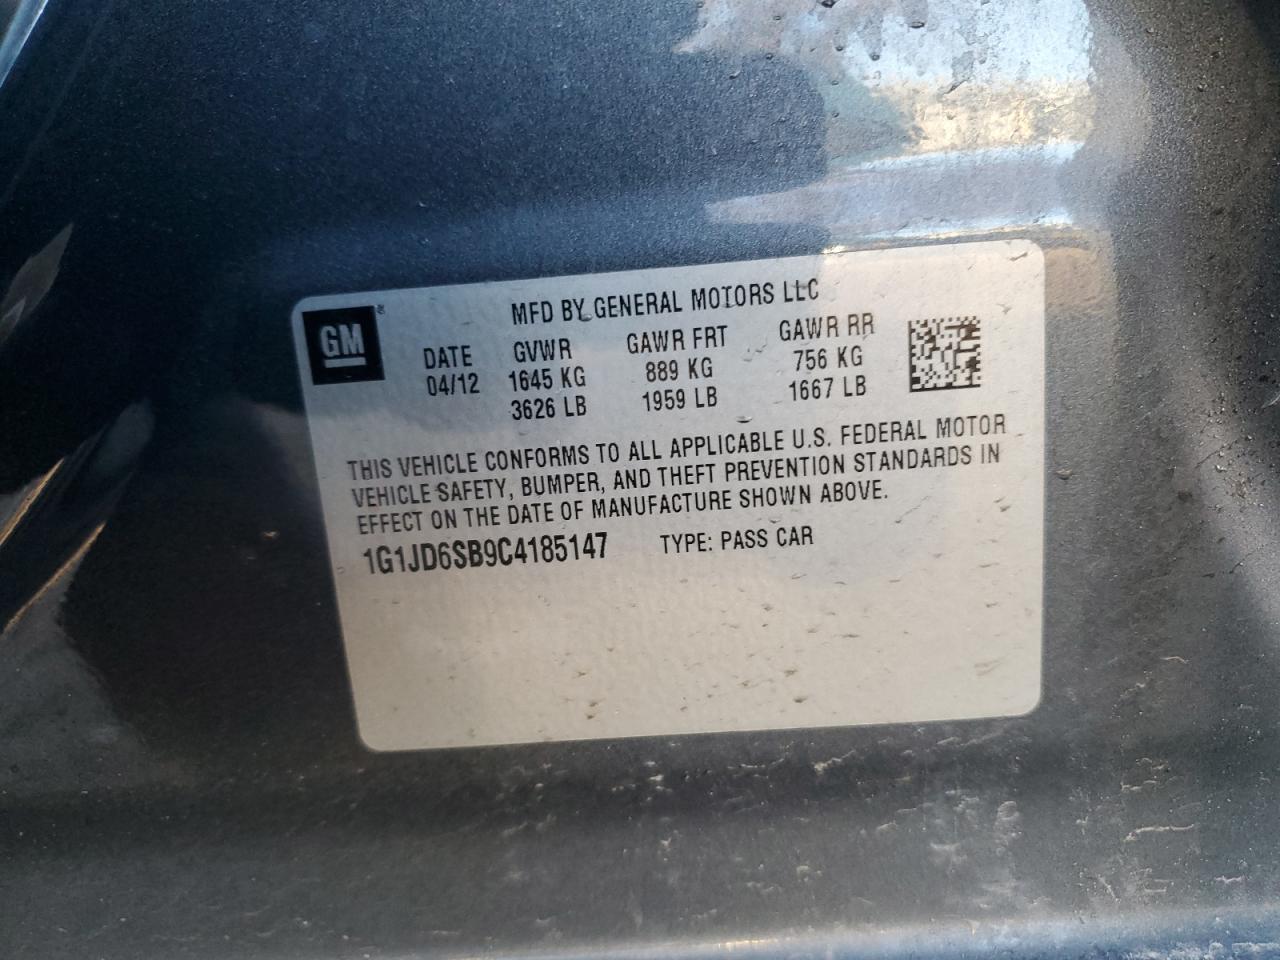 GM®
MFD BY GENERAL MOTORS LLC
DATE GVWR GAWR FRT GAWR RR
04/12 1645 KG 889 KG 756 KG
3626 LB 1959 LB 1667 LB
THIS VEHICLE CONFORMS TO ALL APPLICABLE U.S. FEDERAL MOTOR
VEHICLE SAFETY, BUMPER, AND THEFT PREVENTION STANDARDS IN
EFFECT ON THE DATE OF MANUFACTURE SHOWN ABOVE.
1G1JD6SB9C4185147 TYPE: PASS CAR